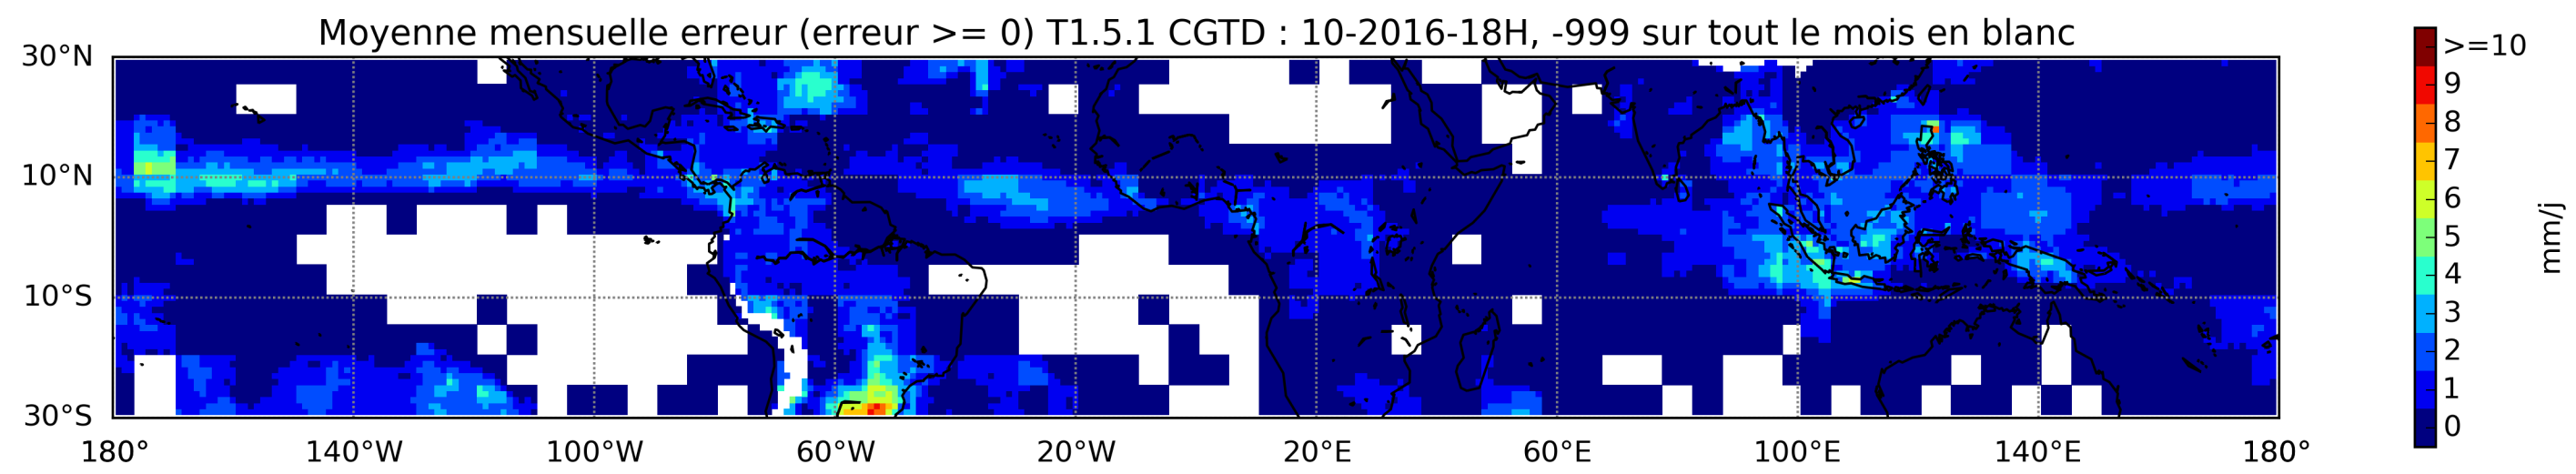 Moyenne mensuelle erreur (erreur >= 0) T1.5.1 CGTD : 10-2016-18H, -999 sur tout le mois en blanc
30°N
10°N
10°S
30°S
180° 140°W 100°W 60°W 20°W 20°E 60°E 100°E 140°E 180°
>=10
9
8
7
6
5
4
3
2
1
0
mm/j